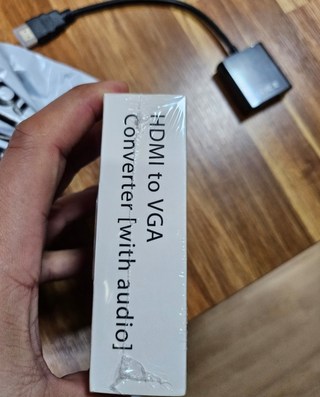 HDMI to VGA
Converter [with audio]